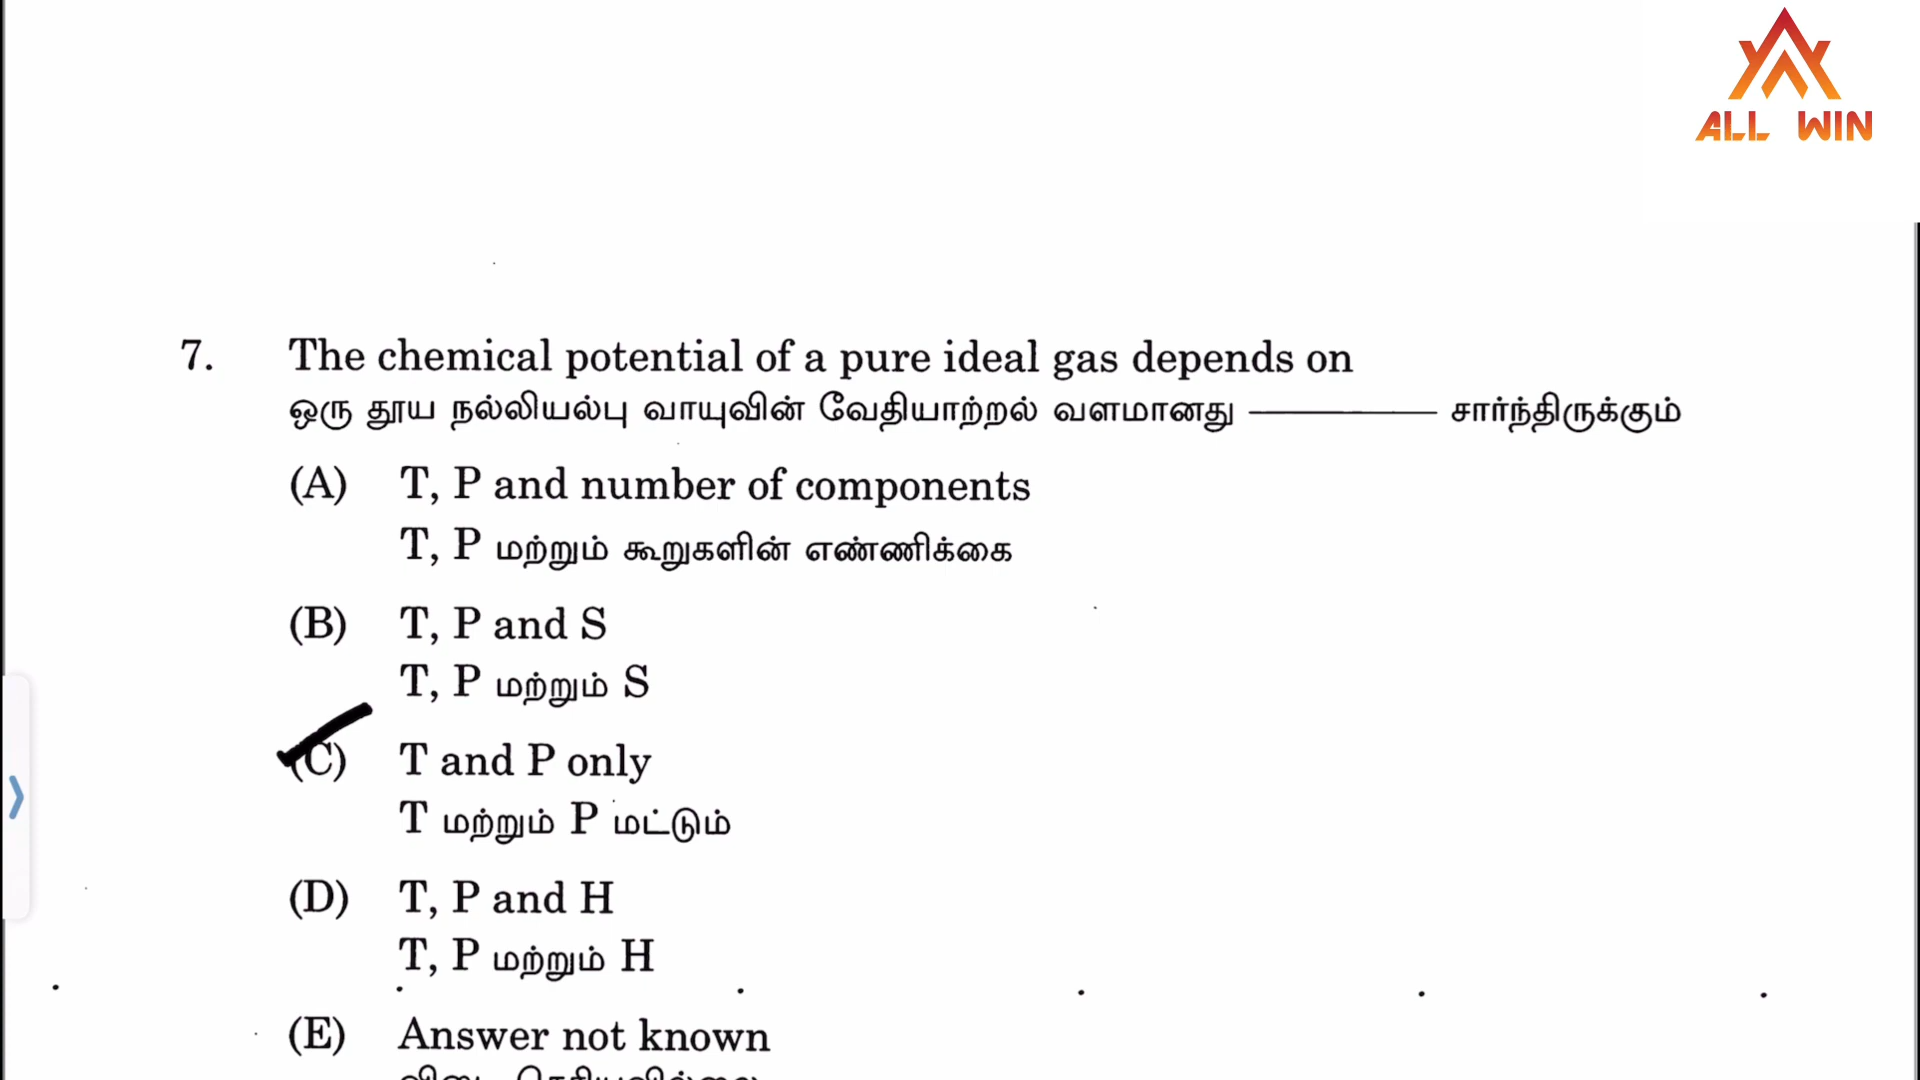 ALL WIN
7. The chemical potential of a pure ideal gas depends on
ஒரு தூய நல்லியல்பு வாயுவின் வேதியாற்றல் வளமானது ———— சார்ந்திருக்கும்
(A) T, P and number of components
T, P மற்றும் கூறுகளின் எண்ணிக்கை
(B) T, P and S
T, P மற்றும் S
(C) T and P only
T மற்றும் P மட்டும்
(D) T, P and H
T, P மற்றும் H
(E) Answer not known